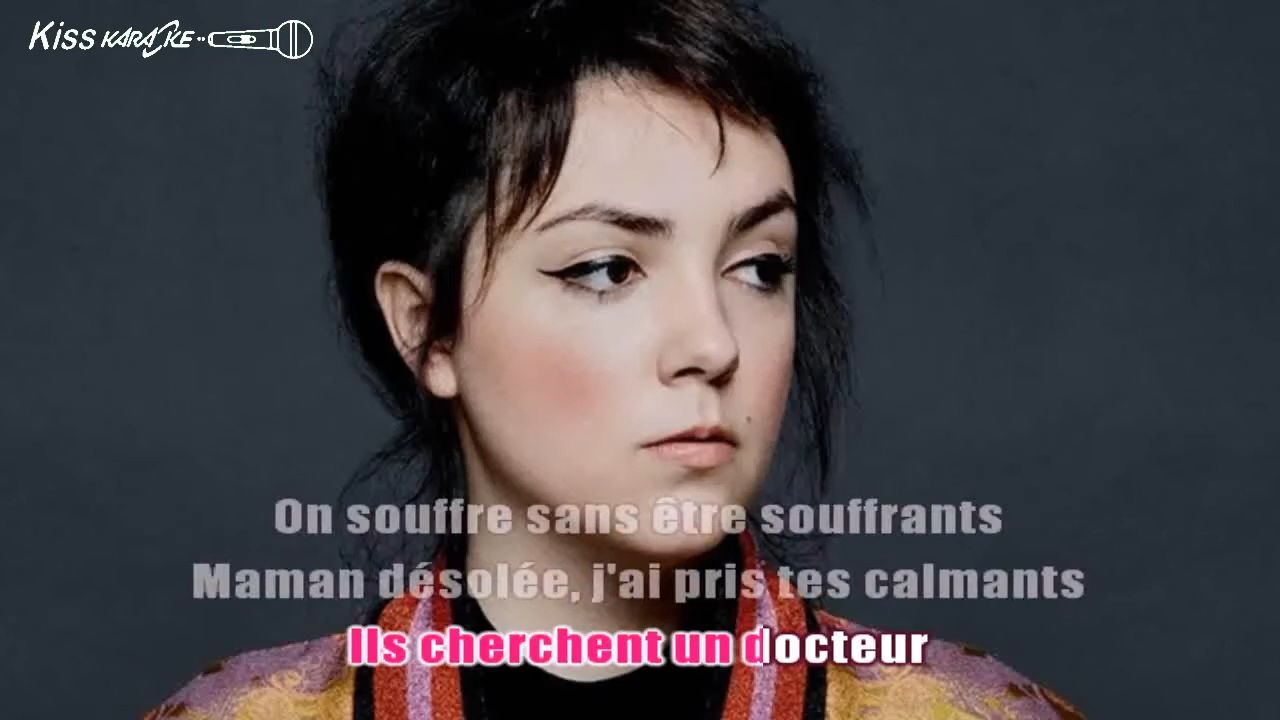 Kiss KARAOKE
On souffre sans être souffrants
Maman désolée, j'ai pris tes calmants
Ils cherchent un docteur